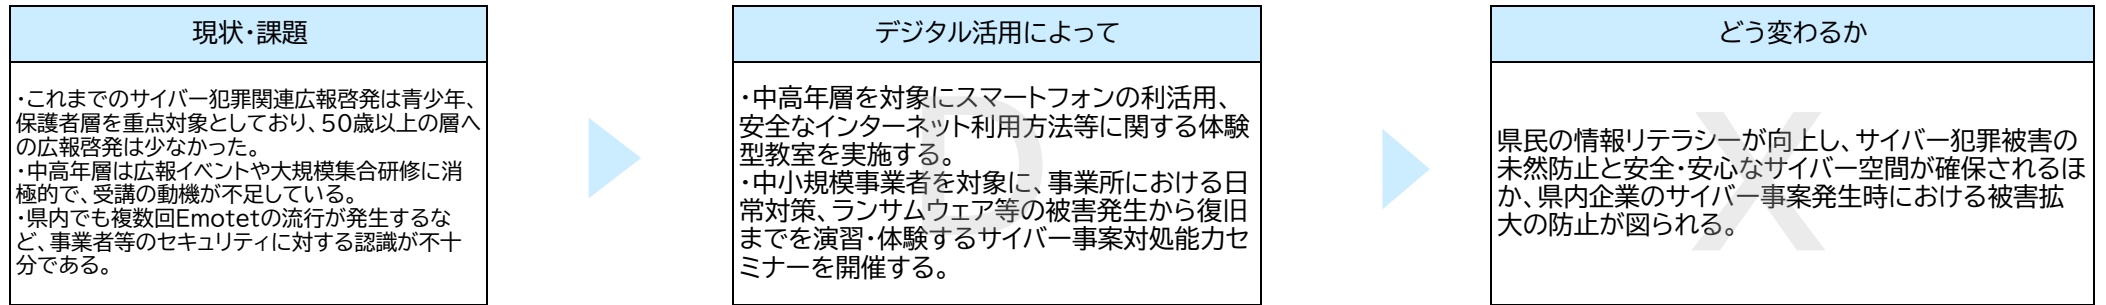 現状・課題
・これまでのサイバー犯罪関連広報啓発は青少年、
保護者層を重点対象としており、50歳以上の層へ
の広報啓発は少なかった。
・中高年層は広報イベントや大規模集合研修に消
極的で、受講の動機が不足している。
・県内でも複数回Emotetの流行が発生するな
ど、事業者等のセキュリティに対する認識が不十
分である。
デジタル活用によって
・中高年層を対象にスマートフォンの利活用、
安全なインターネット利用方法等に関する体験
型教室を実施する。
・中小規模事業者を対象に、事業所における日
常対策、ランサムウェア等の被害発生から復旧
までを演習・体験するサイバー事案対処能力セ
ミナーを開催する。
D
どう変わるか
県民の情報リテラシーが向上し、サイバー犯罪被害の
未然防止と安全・安心なサイバー空間が確保されるほ
か、県内企業のサイバー事案発生時における被害拡
大の防止が図られる。
X